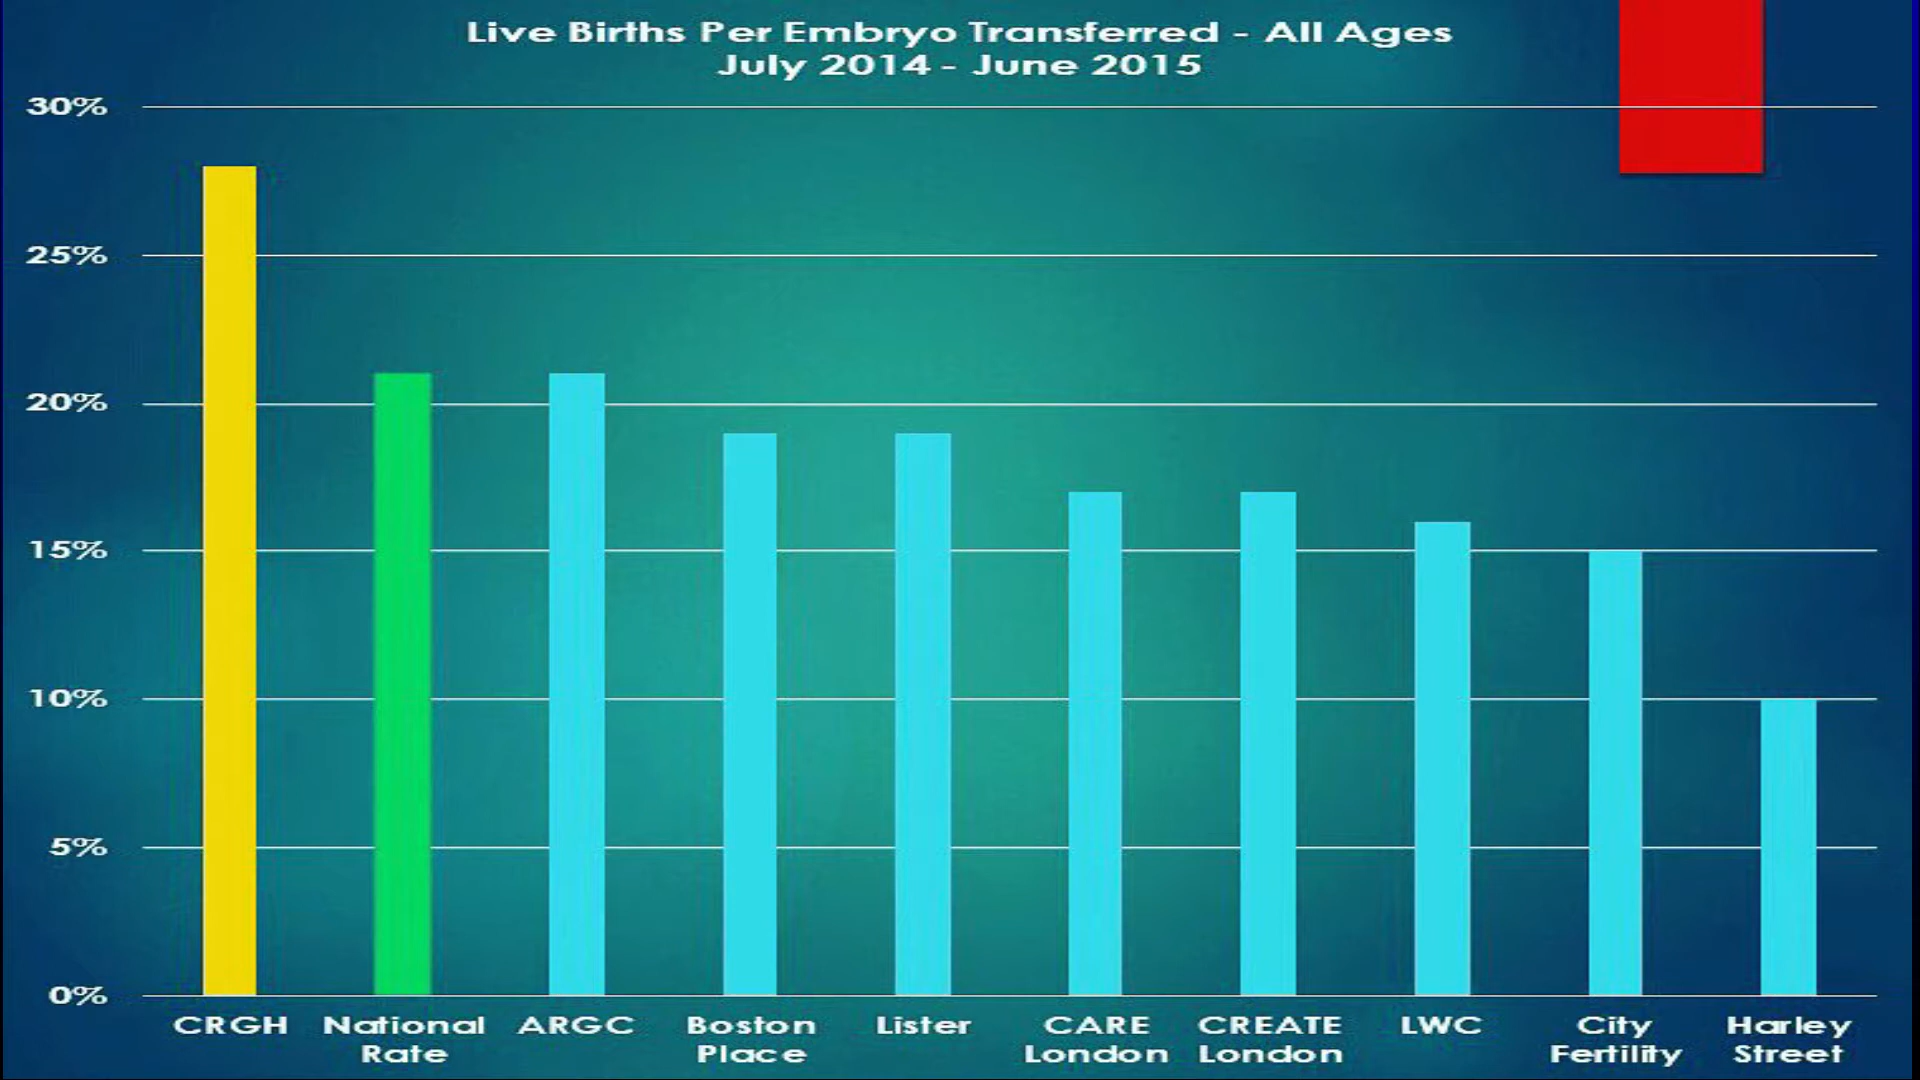 Live Births Per Embryo Transferred - All Ages
July 2014 - June 2015
30%
25%
20%
15%
10%
5%
0%
CRGH
National
Rate
ARGC
Boston
Place
Lister
CARE
London
CREATE
London
LWC
City
Fertility
Harley
Street